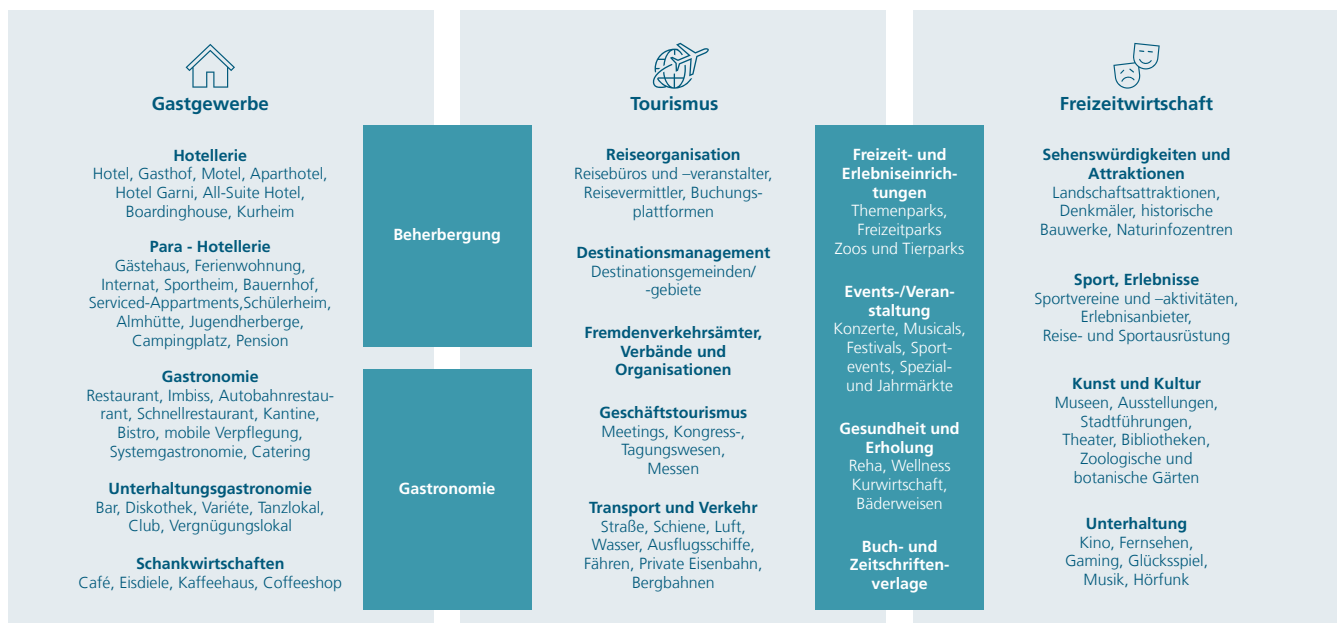 Gastgewerbe
Hotellerie
Hotel, Gasthof, Motel, Aparthotel,
Hotel Garni, All-Suite Hotel,
Boardinghouse, Kurheim
Para - Hotellerie
Gästehaus, Ferienwohnung,
Internat, Sportheim, Bauernhof,
Serviced-Appartments,Schülerheim,
Almhütte, Jugendherberge,
Campingplatz, Pension
Gastronomie
Restaurant, Imbiss, Autobahnrestau-
rant, Schnellrestaurant, Kantine,
Bistro, mobile Verpflegung,
Systemgastronomie, Catering
Unterhaltungsgastronomie
Bar, Diskothek, Variéte, Tanzlokal,
Club, Vergnügungslokal
Schankwirtschaften
Café, Eisdiele, Kaffeehaus, Coffeeshop
Beherbergung
Gastronomie
Tourismus
Reiseorganisation
Reisebüros und –veranstalter,
Reisevermittler, Buchungs-
plattformen
Destinationsmanagement
Destinationsgemeinden/
-gebiete
Fremdenverkehrsämter,
Verbände und
Organisationen
Geschäftstourismus
Meetings, Kongress-,
Tagungswesen,
Messen
Transport und Verkehr
Straße, Schiene, Luft,
Wasser, Ausflugsschiffe,
Fähren, Private Eisenbahn,
Bergbahnen
Freizeit- und
Erlebniseinrich-
tungen
Themenparks,
Freizeitparks
Zoos und Tierparks
Events-/Veran-
staltung
Konzerte, Musicals,
Festivals, Sport-
events, Spezial-
und Jahrmärkte
Gesundheit und
Erholung
Reha, Wellness
Kurwirtschaft,
Bäderweisen
Buch- und
Zeitschriften-
verlage
Freizeitwirtschaft
Sehenswürdigkeiten und
Attraktionen
Landschaftsattraktionen,
Denkmäler, historische
Bauwerke, Naturinfozentren
Sport, Erlebnisse
Sportvereine und –aktivitäten,
Erlebnisanbieter,
Reise- und Sportausrüstung
Kunst und Kultur
Museen, Ausstellungen,
Stadtführungen,
Theater, Bibliotheken,
Zoologische und
botanische Gärten
Unterhaltung
Kino, Fernsehen,
Gaming, Glücksspiel,
Musik, Hörfunk